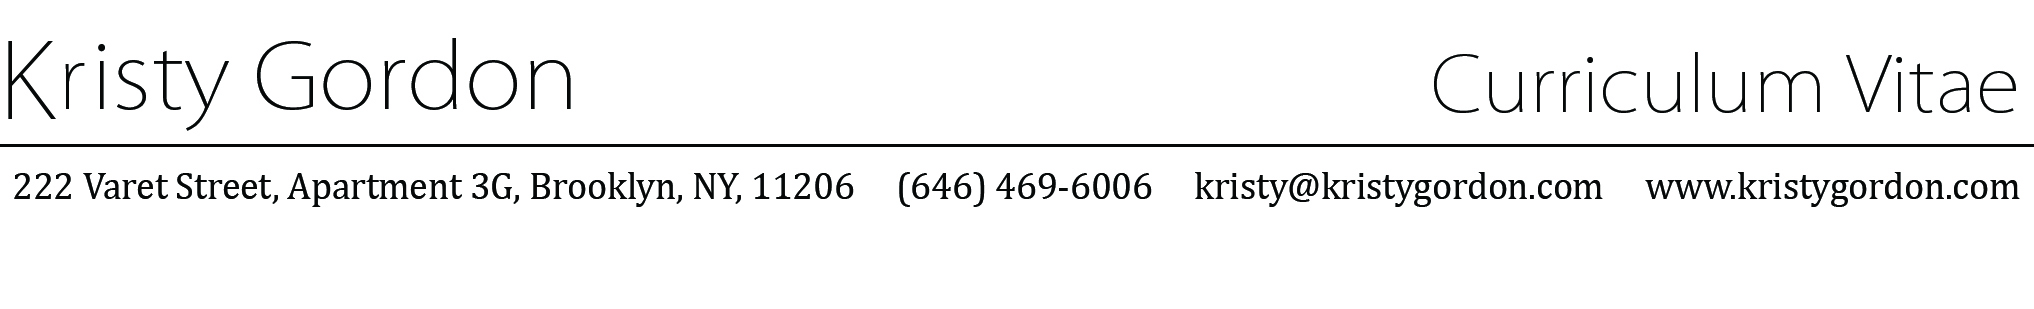 Kristy Gordon Curriculum Vitae
222 Varet Street, Apartment 3G, Brooklyn, NY, 11206 (646) 469-6006 kristy@kristygordon.com www.kristygordon.com